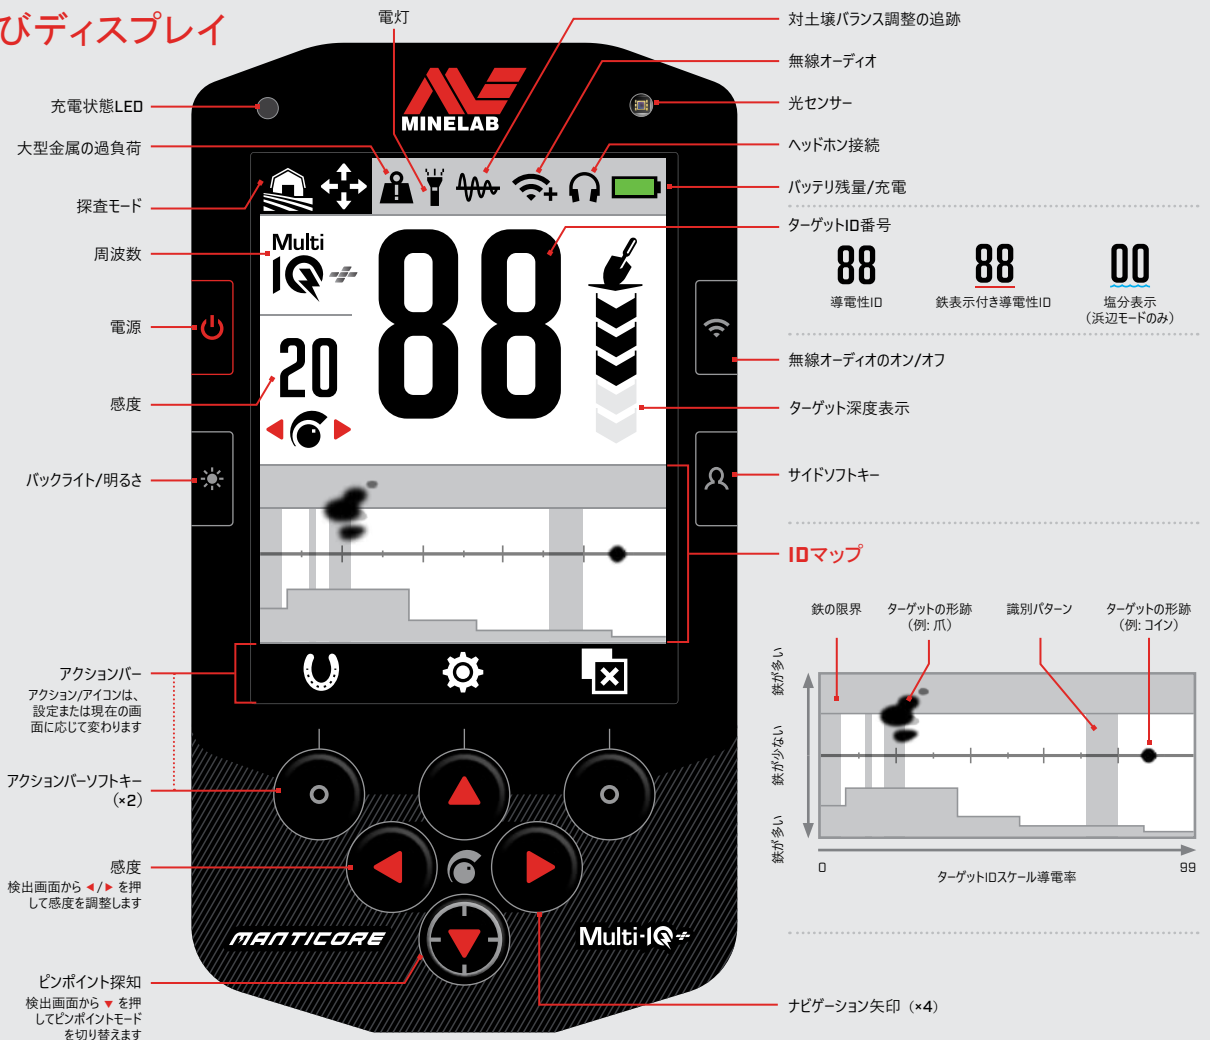 びディスプレイ
電灯
充電状態LED
大型金属の過負荷
探査モード
周波数
電源
感度
バックライト/明るさ
アクションバー
アクション/アイコンは、
設定または現在の画
面に応じて変わります
アクションバーソフトキー
(×2)
感度
検出画面から ◀/▶ を押
して感度を調整します
ピンポイント探知
検出画面から ▼ を押
してピンポイントモード
を切り替えます
MINELAB
Multi
IQ
88
20
MANTICORE
Multi-IQ+
対土壌バランス調整の追跡
無線オーディオ
光センサー
ヘッドホン接続
バッテリ残量/充電
ターゲットID番号
88
88
00
導電性ID
鉄表示付き導電性ID
塩分表示
(浜辺モードのみ)
無線オーディオのオン/オフ
ターゲット深度表示
サイドソフトキー
IDマップ
鉄の限界
ターゲットの形跡
(例: 爪)
識別パターン
ターゲットの形跡
(例: コイン)
鉄が多い
鉄が少ない
鉄が多い
0
99
ターゲットIDスケール導電率
ナビゲーション矢印 (×4)